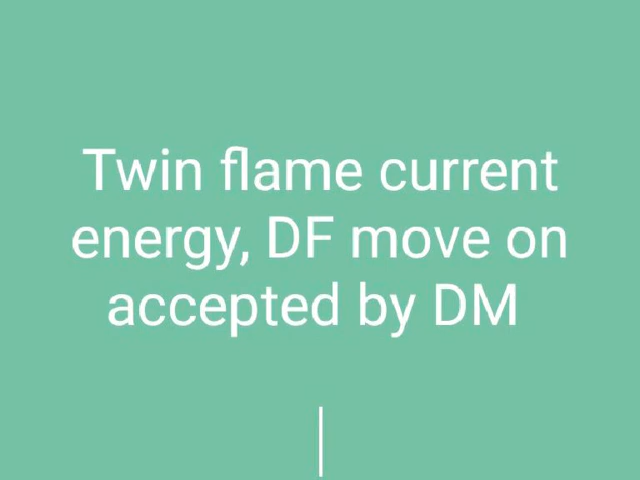 Twin flame current
energy, DF move on
accepted by DM